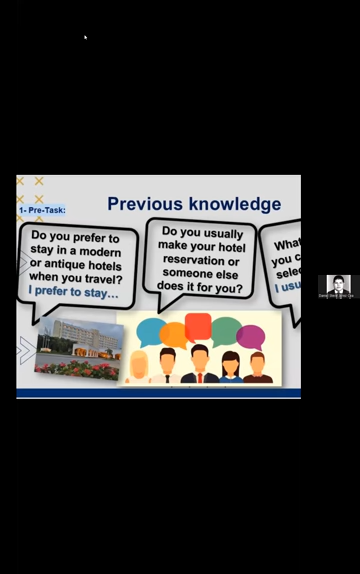 Previous knowledge
1- Pre-Task:
Do you prefer to
stay in a modern
or antique hotels
when you travel?
I prefer to stay...
Do you usually
make your hotel
reservation or
someone else
does it for you?
What
you c
selec
I usu